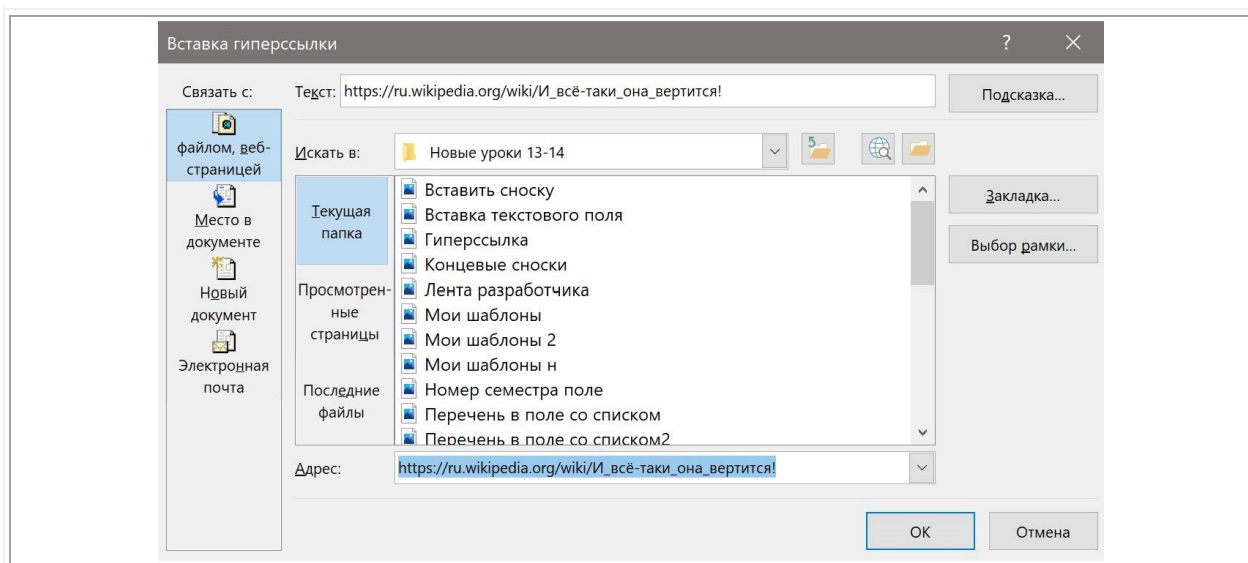 Вставка гиперссылки
?
Связать с:
Текст: https://ru.wikipedia.org/wiki/И_всё-таки_она_вертится!
Подсказка...
файлом, веб-
страницей
Место в
документе
Новый
документ
Электронная
почта
Искать в:
Новые уроки 13-14
Текущая
папка
Просмотрен-
ные
страницы
Последние
файлы
Вставить сноску
Вставка текстового поля
Гиперссылка
Концевые сноски
Лента разработчика
Мои шаблоны
Мои шаблоны 2
Мои шаблоны н
Номер семестра поле
Перечень в поле со списком
Перечень в поле со списком2
Закладка...
Выбор рамки...
Адрес:
https://ru.wikipedia.org/wiki/И_всё-таки_она_вертится!
ОК
Отмена